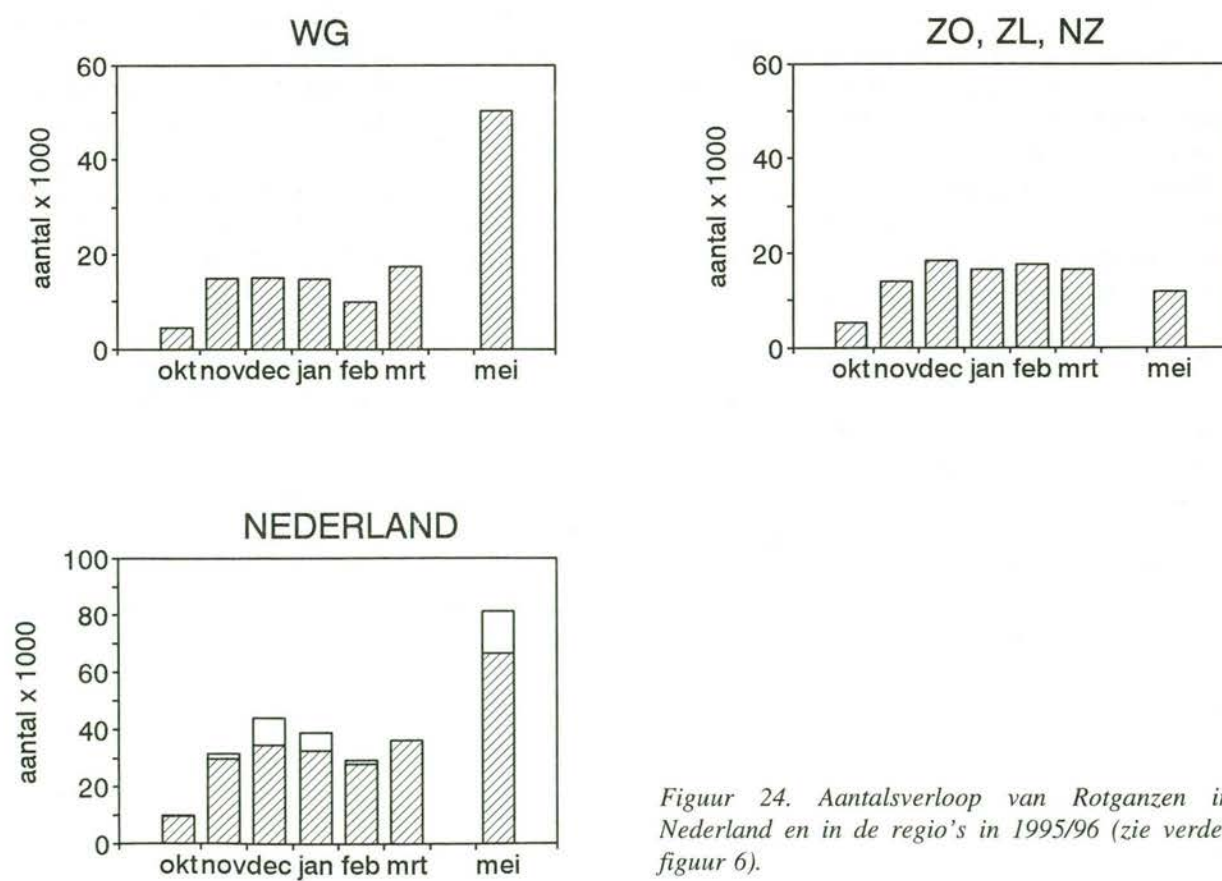 WG
60
40
20
0
aantal x 1000
okt nov dec jan feb mrt mei
ZO, ZL, NZ
60
40
20
0
aantal x 1000
okt nov dec jan feb mrt mei
NEDERLAND
100
80
60
40
20
0
aantal x 1000
okt nov dec jan feb mrt mei
Figuur 24. Aantalsverloop van Rotganzen i
Nederland en in de regio's in 1995/96 (zie verde
figuur 6).